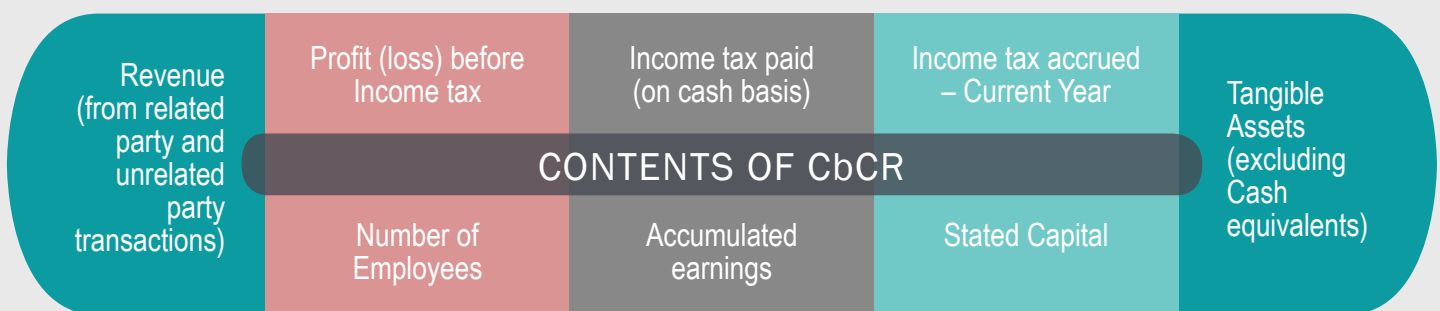 Revenue
(from related
party and
unrelated
party
transactions)
Profit (loss) before
Income tax
Income tax paid
(on cash basis)
Income tax accrued
– Current Year
Tangible
Assets
(excluding
Cash
equivalents)
CONTENTS OF CbCR
Number of
Employees
Accumulated
earnings
Stated Capital